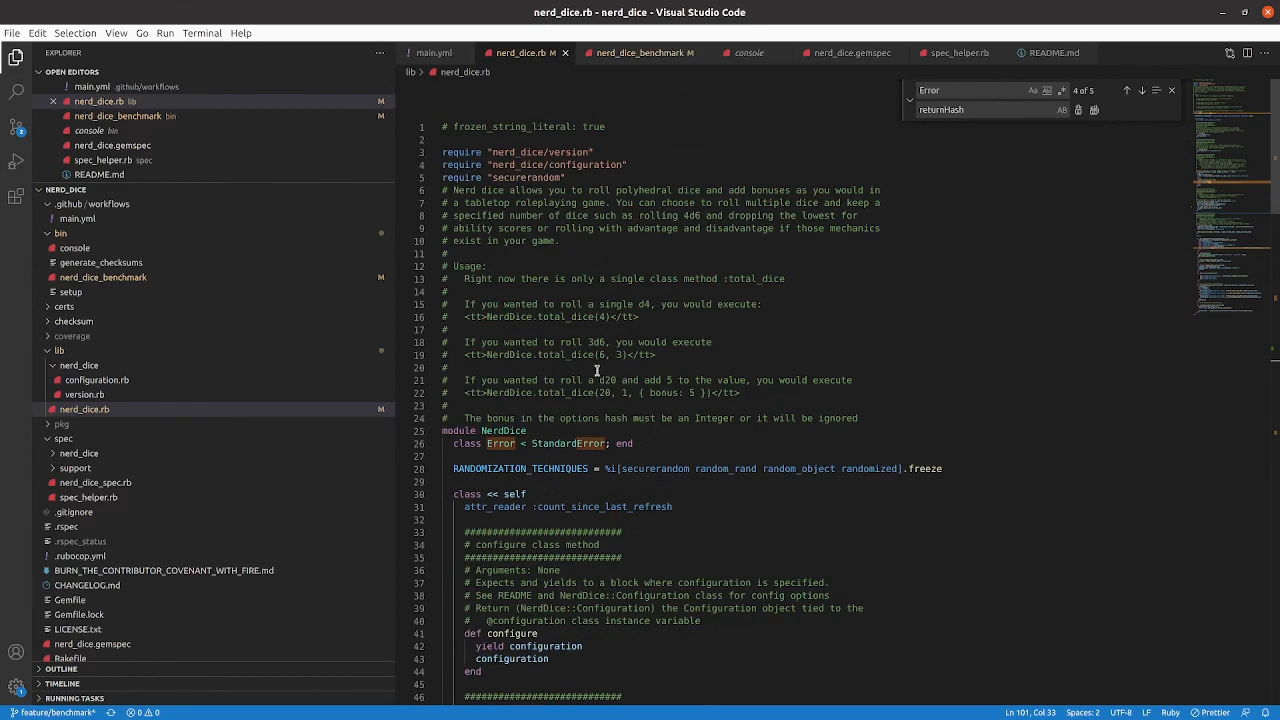 nerd_dice.rb - nerd_dice - Visual Studio Code
File Edit Selection View Go Run Terminal Help
EXPLORER
OPEN EDITORS
main.yml .github/workflows
nerd_dice.rb lib M
nerd_dice_benchmark bin M
console bin
nerd_dice.gemspec
spec_helper.rb spec
README.md
NERD_DICE
.github / workflows
main.yml
bin
console
generate_checksums
nerd_dice_benchmark M
setup
certs
checksum
coverage
lib
nerd_dice
configuration.rb
version.rb
nerd_dice.rb M
pkg
spec
nerd_dice
support
nerd_dice_spec.rb
spec_helper.rb
.gitignore
.rspec
.rspec_status
.rubocop.yml
BURN_THE_CONTRIBUTOR_COVENANT_WITH_FIRE.md
CHANGELOG.md
Gemfile
Gemfile.lock
LICENSE.txt
nerd_dice.gemspec
Rakefile
OUTLINE
TIMELINE
RUNNING TASKS
main.yml nerd_dice.rb M nerd_dice_benchmark M console nerd_dice.gemspec spec_helper.rb README.md
lib > nerd_dice.rb
Error Aa 4 of 5
AB
1 # frozen_string_literal: true
2
3 require "nerd_dice/version"
4 require "nerd_dice/configuration"
5 require "securerandom"
6 # Nerd dice allows you to roll polyhedral dice and add bonuses as you would in
7 # a tabletop roleplaying game. You can choose to roll multiple dice and keep a
8 # specified number of dice such as rolling 4d6 and dropping the lowest for
9 # ability scores or rolling with advantage and disadvantage if those mechanics
10 # exist in your game.
11 #
12 # Usage:
13 # Right now there is only a single class method :total_dice
14 #
15 # If you wanted to roll a single d4, you would execute:
16 # <tt>NerdDice.total_dice(4)</tt>
17 #
18 # If you wanted to roll 3d6, you would execute
19 # <tt>NerdDice.total_dice(6, 3)</tt>
20 #
21 # If you wanted to roll a d20 and add 5 to the value, you would execute
22 # <tt>NerdDice.total_dice(20, 1, { bonus: 5 })</tt>
23 #
24 # The bonus in the options hash must be an Integer or it will be ignored
25 module NerdDice
26 class Error < StandardError; end
27
28 RANDOMIZATION_TECHNIQUES = %i[securerandom random_rand random_object randomized].freeze
29
30 class << self
31 attr_reader :count_since_last_refresh
32
33 ############################
34 # configure class method
35 ############################
36 # Arguments: None
37 # Expects and yields to a block where configuration is specified.
38 # See README and NerdDice::Configuration class for config options
39 # Return (NerdDice::Configuration) the Configuration object tied to the
40 # @configuration class instance variable
41 def configure
42 yield configuration
43 configuration
44 end
45
46 ############################
feature/benchmark* 0 0 Ln 101, Col 33 Spaces: 2 UTF-8 LF Ruby Prettier